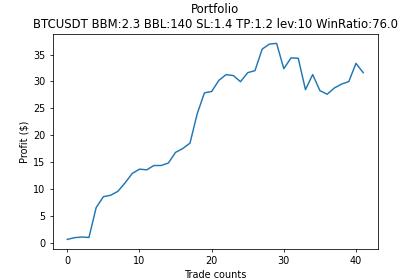 Portfolio
BTCUSDT BBM:2.3 BBL:140 SL:1.4 TP:1.2 lev:10 WinRatio:76.0
35
30
25
20
15
10
5
0
Profit ($)
0 10 20 30 40
Trade counts